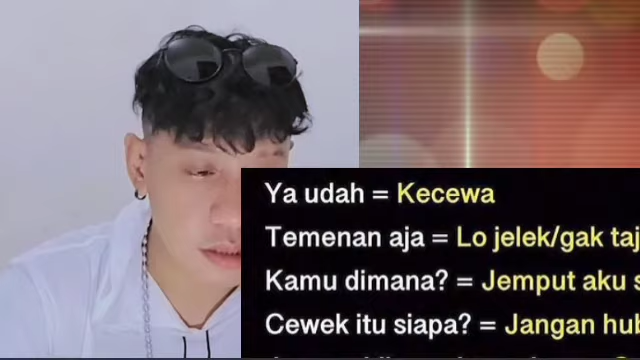 Ya udah = Kecewa
Temenan aja = Lo jelek/gak
Kamu dimana? = Jemput aku
Cewek itu siapa? = Jangan